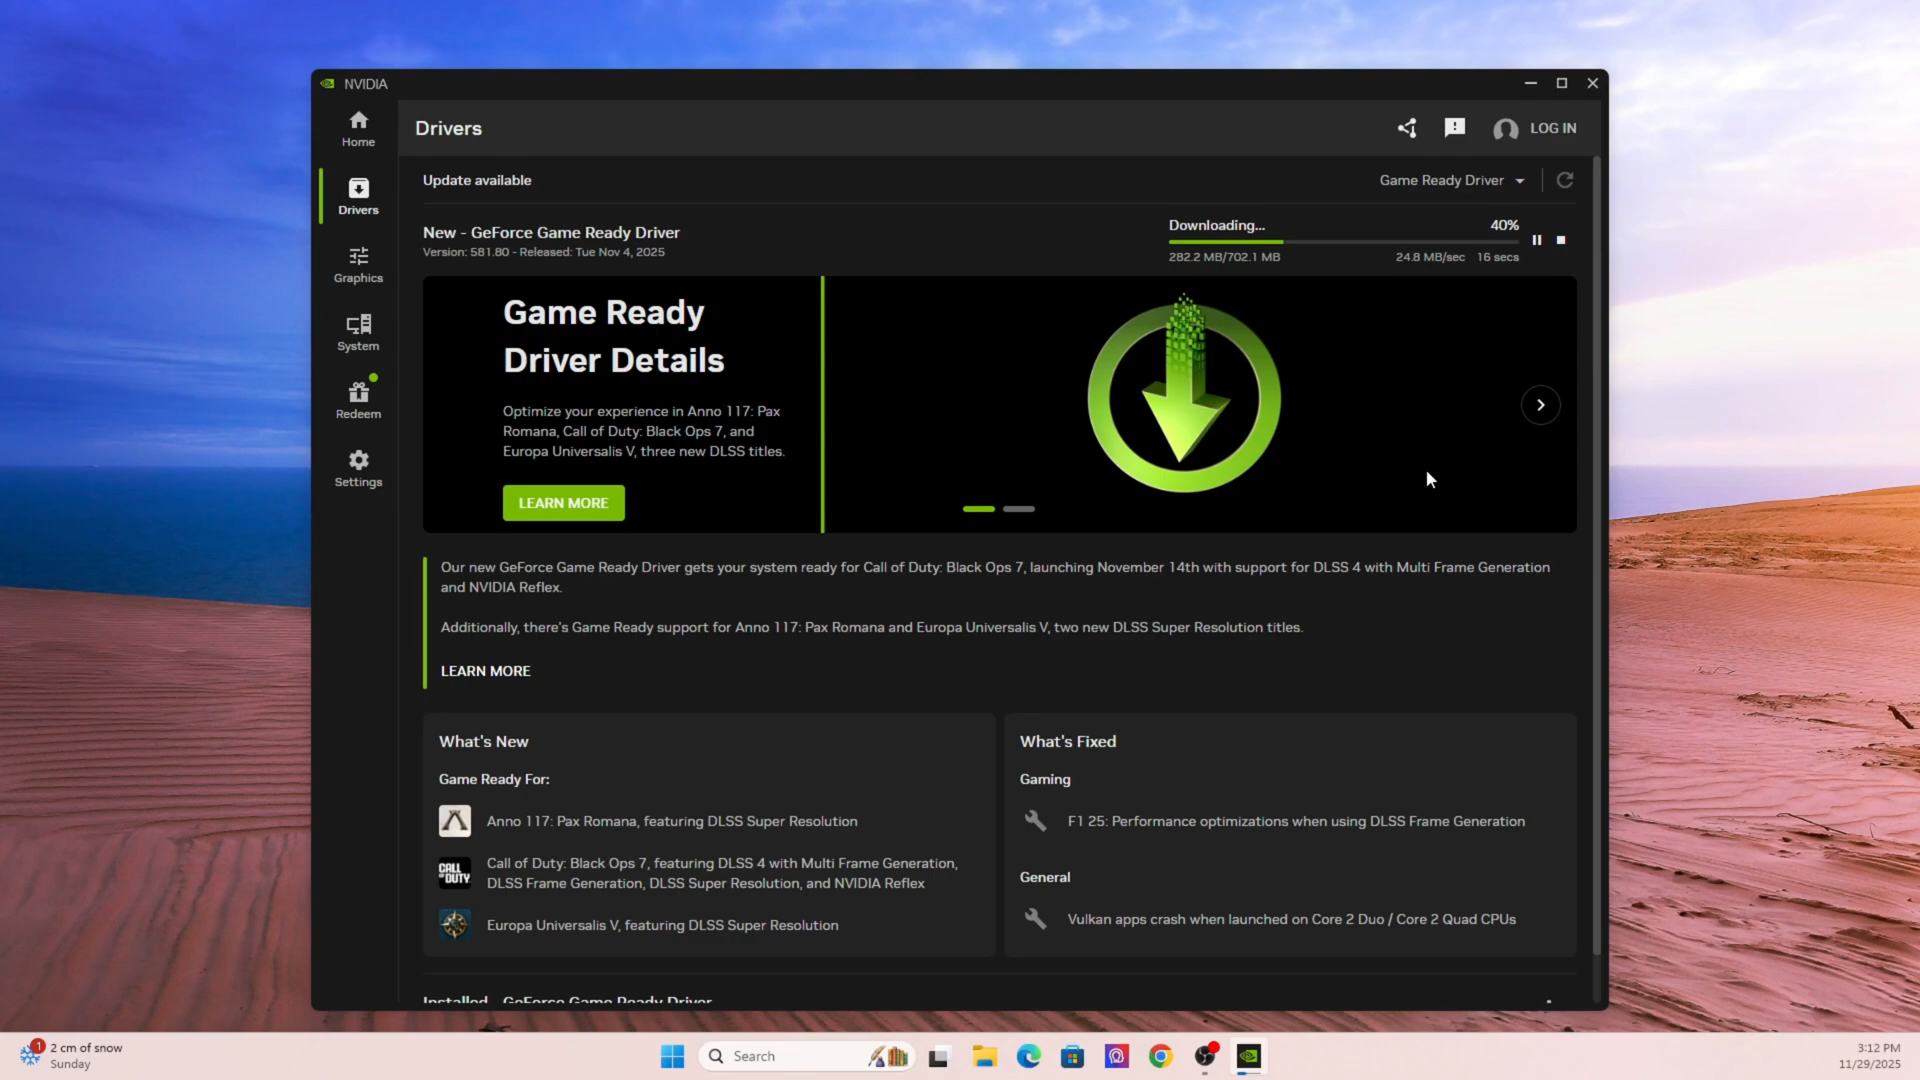 NVIDIA
Home
Drivers
Graphics
System
Redeem
Settings
Drivers
LOG IN
Update available
Game Ready Driver
New - GeForce Game Ready Driver
Version: 581.80 - Released: Tue Nov 4, 2025
Downloading...
40%
282.2 MB/702.1 MB
24.8 MB/sec
16 secs
Game Ready
Driver Details
Optimize your experience in Anno 117: Pax
Romana, Call of Duty: Black Ops 7, and
Europa Universalis V, three new DLSS titles.
LEARN MORE
Our new GeForce Game Ready Driver gets your system ready for Call of Duty: Black Ops 7, launching November 14th with support for DLSS 4 with Multi Frame Generation
and NVIDIA Reflex.
Additionally, there's Game Ready support for Anno 117: Pax Romana and Europa Universalis V, two new DLSS Super Resolution titles.
LEARN MORE
What's New
Game Ready For:
Anno 117: Pax Romana, featuring DLSS Super Resolution
CALL OF DUTY
Call of Duty: Black Ops 7, featuring DLSS 4 with Multi Frame Generation,
DLSS Frame Generation, DLSS Super Resolution, and NVIDIA Reflex
Europa Universalis V, featuring DLSS Super Resolution
What's Fixed
Gaming
F1 25: Performance optimizations when using DLSS Frame Generation
General
Vulkan apps crash when launched on Core 2 Duo / Core 2 Quad CPUs
Installed - GeForce Game Ready Driver
1
2 cm of snow
Sunday
Search
3:12 PM
11/29/2025